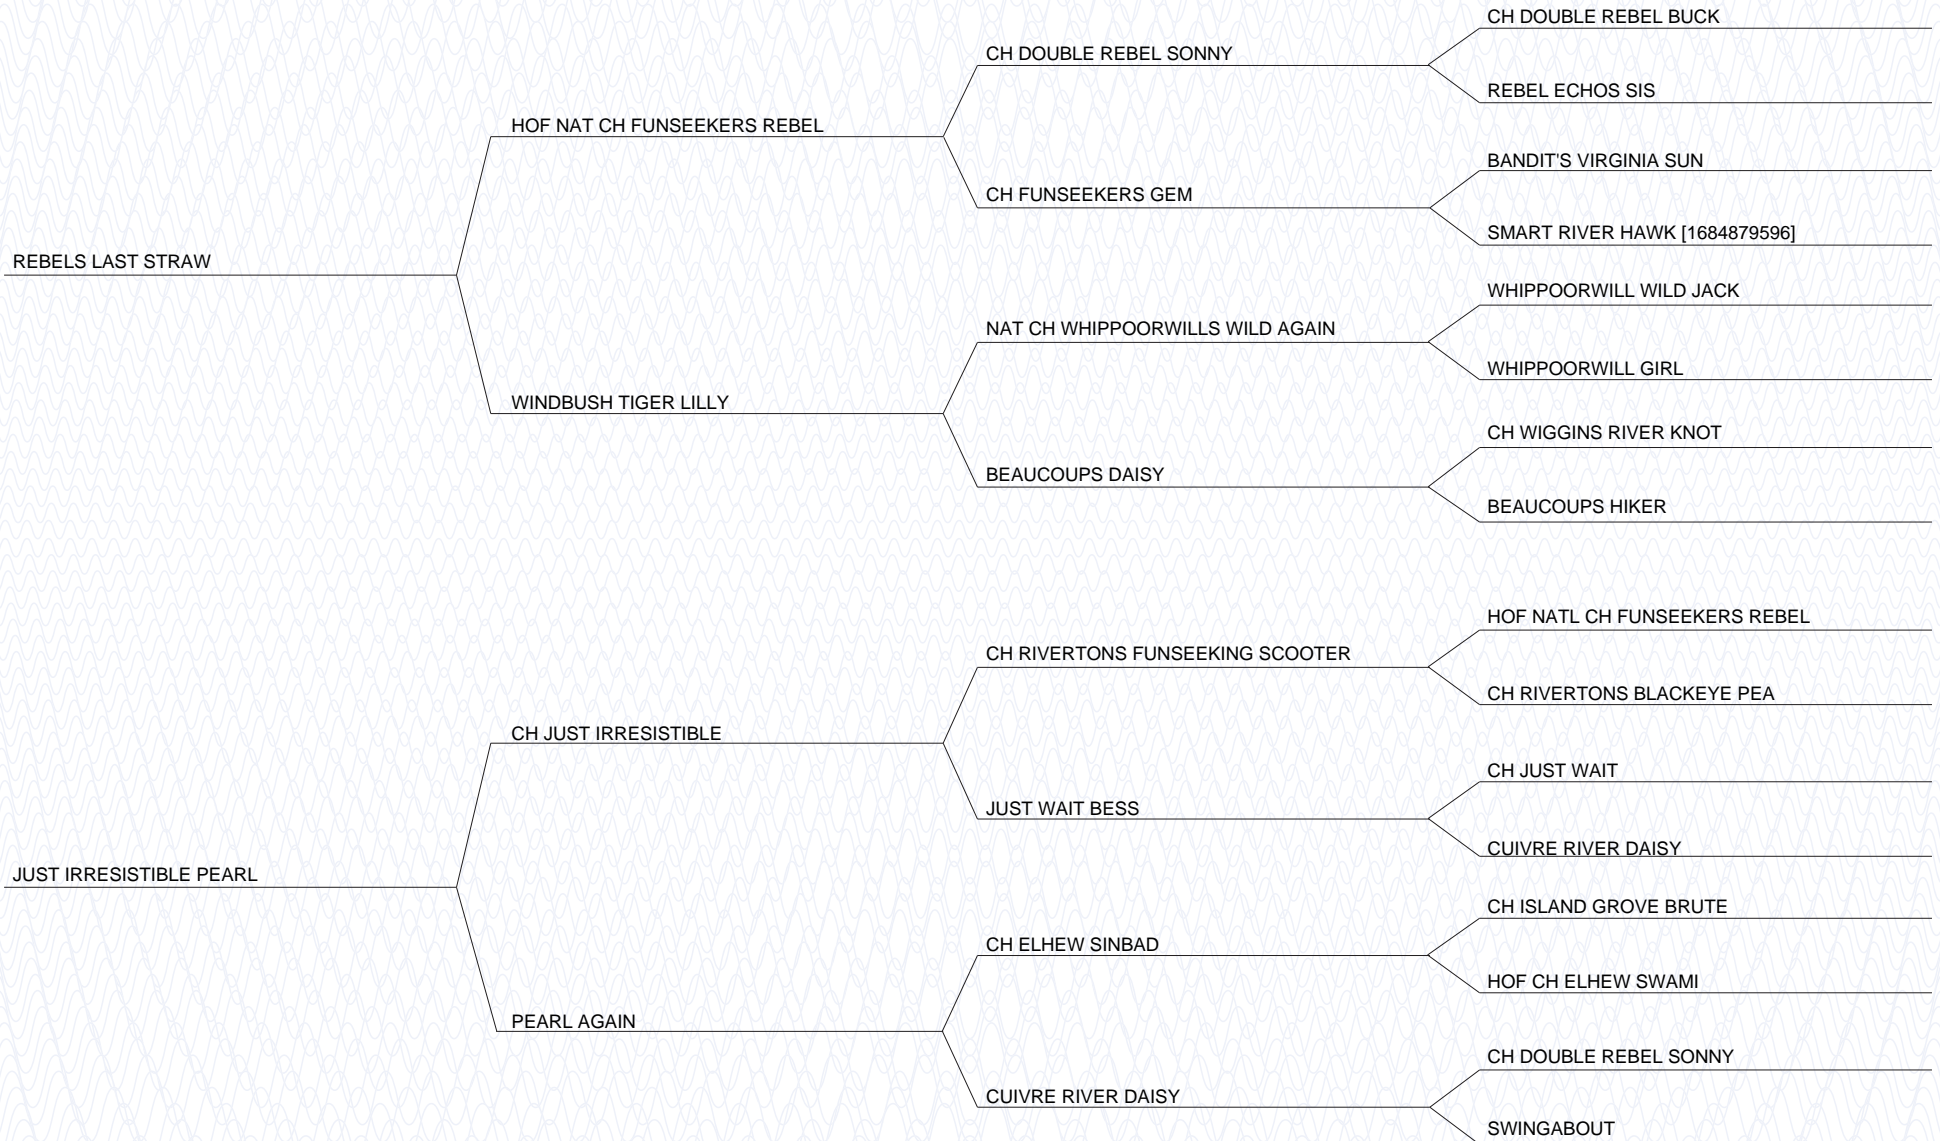 CH DOUBLE REBEL BUCK
CH DOUBLE REBEL SONNY
REBEL ECHOS SIS
HOF NAT CH FUNSEEKERS REBEL
BANDIT'S VIRGINIA SUN
CH FUNSEEKERS GEM
SMART RIVER HAWK [1684879596]
REBELS LAST STRAW
WHIPPOORWILL WILD JACK
NAT CH WHIPPOORWILLS WILD AGAIN
WHIPPOORWILL GIRL
WINDBUSH TIGER LILLY
CH WIGGINS RIVER KNOT
BEAUCOUPS DAISY
BEAUCOUPS HIKER
HOF NATL CH FUNSEEKERS REBEL
CH RIVERTONS FUNSEEKING SCOOTER
CH RIVERTONS BLACKEYE PEA
CH JUST IRRESISTIBLE
CH JUST WAIT
JUST WAIT BESS
CUIVRE RIVER DAISY
JUST IRRESISTIBLE PEARL
CH ISLAND GROVE BRUTE
CH ELHEW SINBAD
HOF CH ELHEW SWAMI
PEARL AGAIN
CH DOUBLE REBEL SONNY
CUIVRE RIVER DAISY
SWINGABOUT